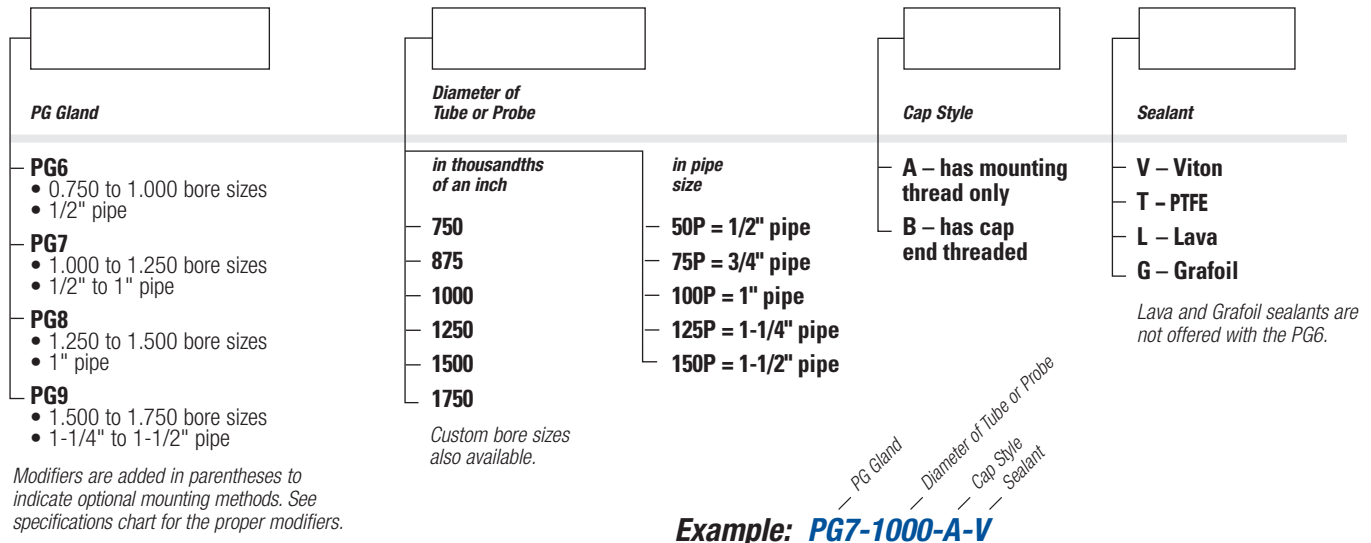 PG Gland
PG6
• 0.750 to 1.000 bore sizes
• 1/2" pipe
PG7
• 1.000 to 1.250 bore sizes
• 1/2" to 1" pipe
PG8
• 1.250 to 1.500 bore sizes
• 1" pipe
PG9
• 1.500 to 1.750 bore sizes
• 1-1/4" to 1-1/2" pipe
Modifiers are added in parentheses to
indicate optional mounting methods. See
specifications chart for the proper modifiers.
Diameter of
Tube or Probe
in thousandths
of an inch
750
875
1000
1250
1500
1750
Custom bore sizes
also available.
in pipe
size
50P = 1/2" pipe
75P = 3/4" pipe
100P = 1" pipe
125P = 1-1/4" pipe
150P = 1-1/2" pipe
Cap Style
A – has mounting
thread only
B – has cap
end threaded
Sealant
V – Viton
T – PTFE
L – Lava
G – Grafoil
Lava and Grafoil sealants are
not offered with the PG6.
PG Gland
Diameter of Tube or Probe
Cap Style
Sealant
Example: PG7-1000-A-V